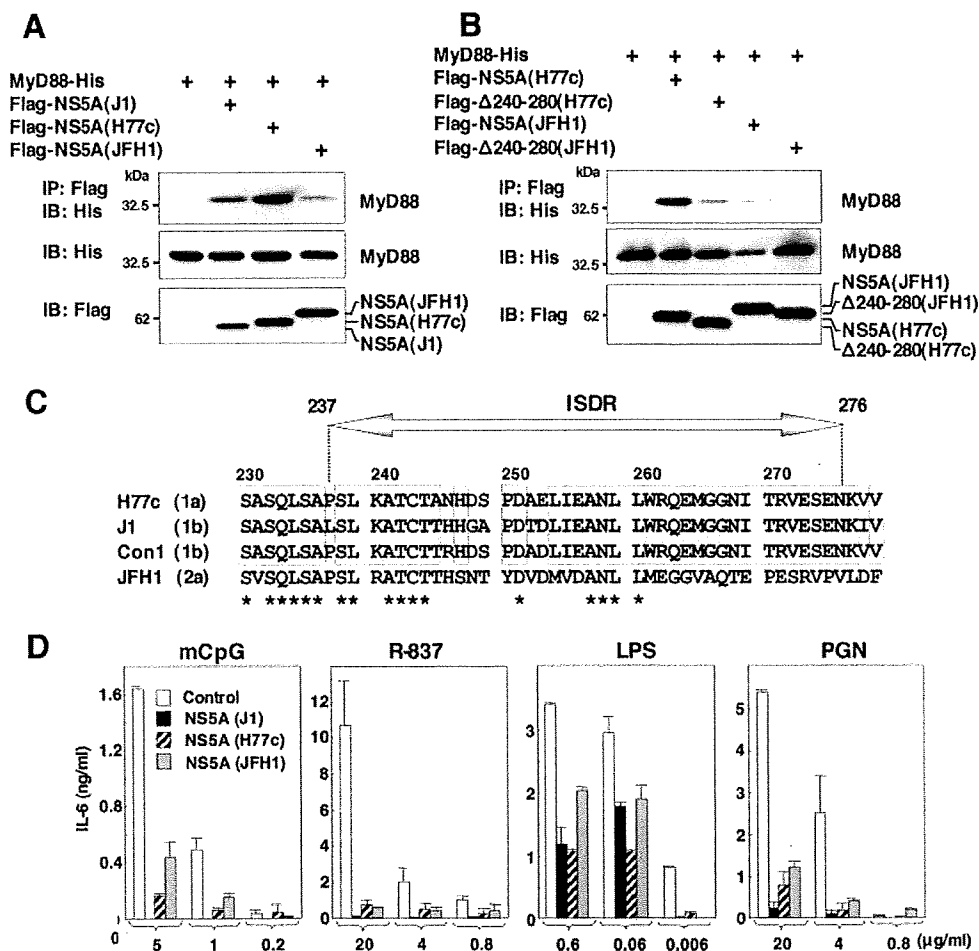 A
MyD88-His + + + +
Flag-NS5A(J1) +
Flag-NS5A(H77c) +
Flag-NS5A(JFH1) +
kDa
IP: Flag
IB: His
32.5
MyD88
IB: His
32.5
MyD88
IB: Flag
62
NS5A(JFH1)
NS5A(H77c)
NS5A(J1)
B
MyD88-His + + + + +
Flag-NS5A(H77c) +
Flag-Δ240-280(H77c) +
Flag-NS5A(JFH1) +
Flag-Δ240-280(JFH1) +
kDa
IP: Flag
IB: His
32.5
MyD88
IB: His
32.5
MyD88
IB: Flag
62
NS5A(JFH1)
Δ240-280(JFH1)
NS5A(H77c)
Δ240-280(H77c)
C
237 ISDR 276
230 240 250 260 270
H77c (1a) SASQLSAPSL KATCTANHDS PDAELIEANL LWRQEMGGNI TRVESENKVV
J1 (1b) SASQLSALSL KATCTTHHGA PDTDLIEANL LWRQEMGGNI TRVESENKIV
Con1 (1b) SASQLSAPSL KATCTTRHDS PDADLIEANL LWRQEMGGNI TRVESENKVV
JFH1 (2a) SVSQLSAPSL RATCTTHSNT YDVDMVDANL LMEGGVAQTE PESRVPVLDF
* ***** ** **** * *** *
D
mCpG
IL-6 (ng/ml)
1.6
1.2
0.8
0.4
0
Control
NS5A (J1)
NS5A (H77c)
NS5A (JFH1)
5 1 0.2
R-837
12
10
8
6
4
2
0
20 4 0.8
LPS
3
2
1
0
0.6 0.06 0.006
PGN
5
4
3
2
1
0
20 4 0.8 (μg/ml)